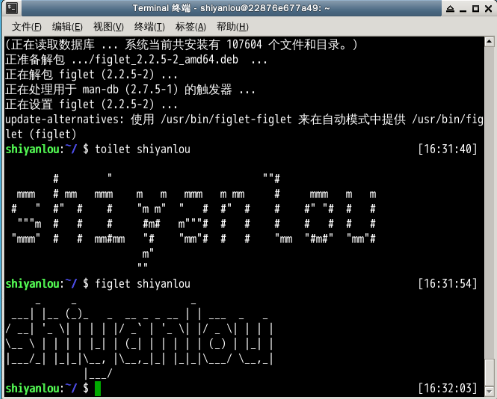 Terminal 终端 - shiyanlou@22876e677a49: ~
文件(F) 编辑(E) 视图(V) 终端(T) 标签(A) 帮助(H)
(正在读取数据库 ... 系统当前共安装有 107604 个文件和目录。)
正准备解包 .../figlet_2.2.5-2_amd64.deb ...
正在解包 figlet (2.2.5-2) ...
正在处理用于 man-db (2.7.5-1) 的触发器 ...
正在设置 figlet (2.2.5-2) ...
update-alternatives: 使用 /usr/bin/figlet-figlet 来在自动模式中提供 /usr/bin/fig
let (figlet)
shiyanlou:~/ $ toilet shiyanlou [16:31:40]
shiyanlou
shiyanlou:~/ $ figlet shiyanlou [16:31:54]
shiyanlou
shiyanlou:~/ $ [16:32:03]